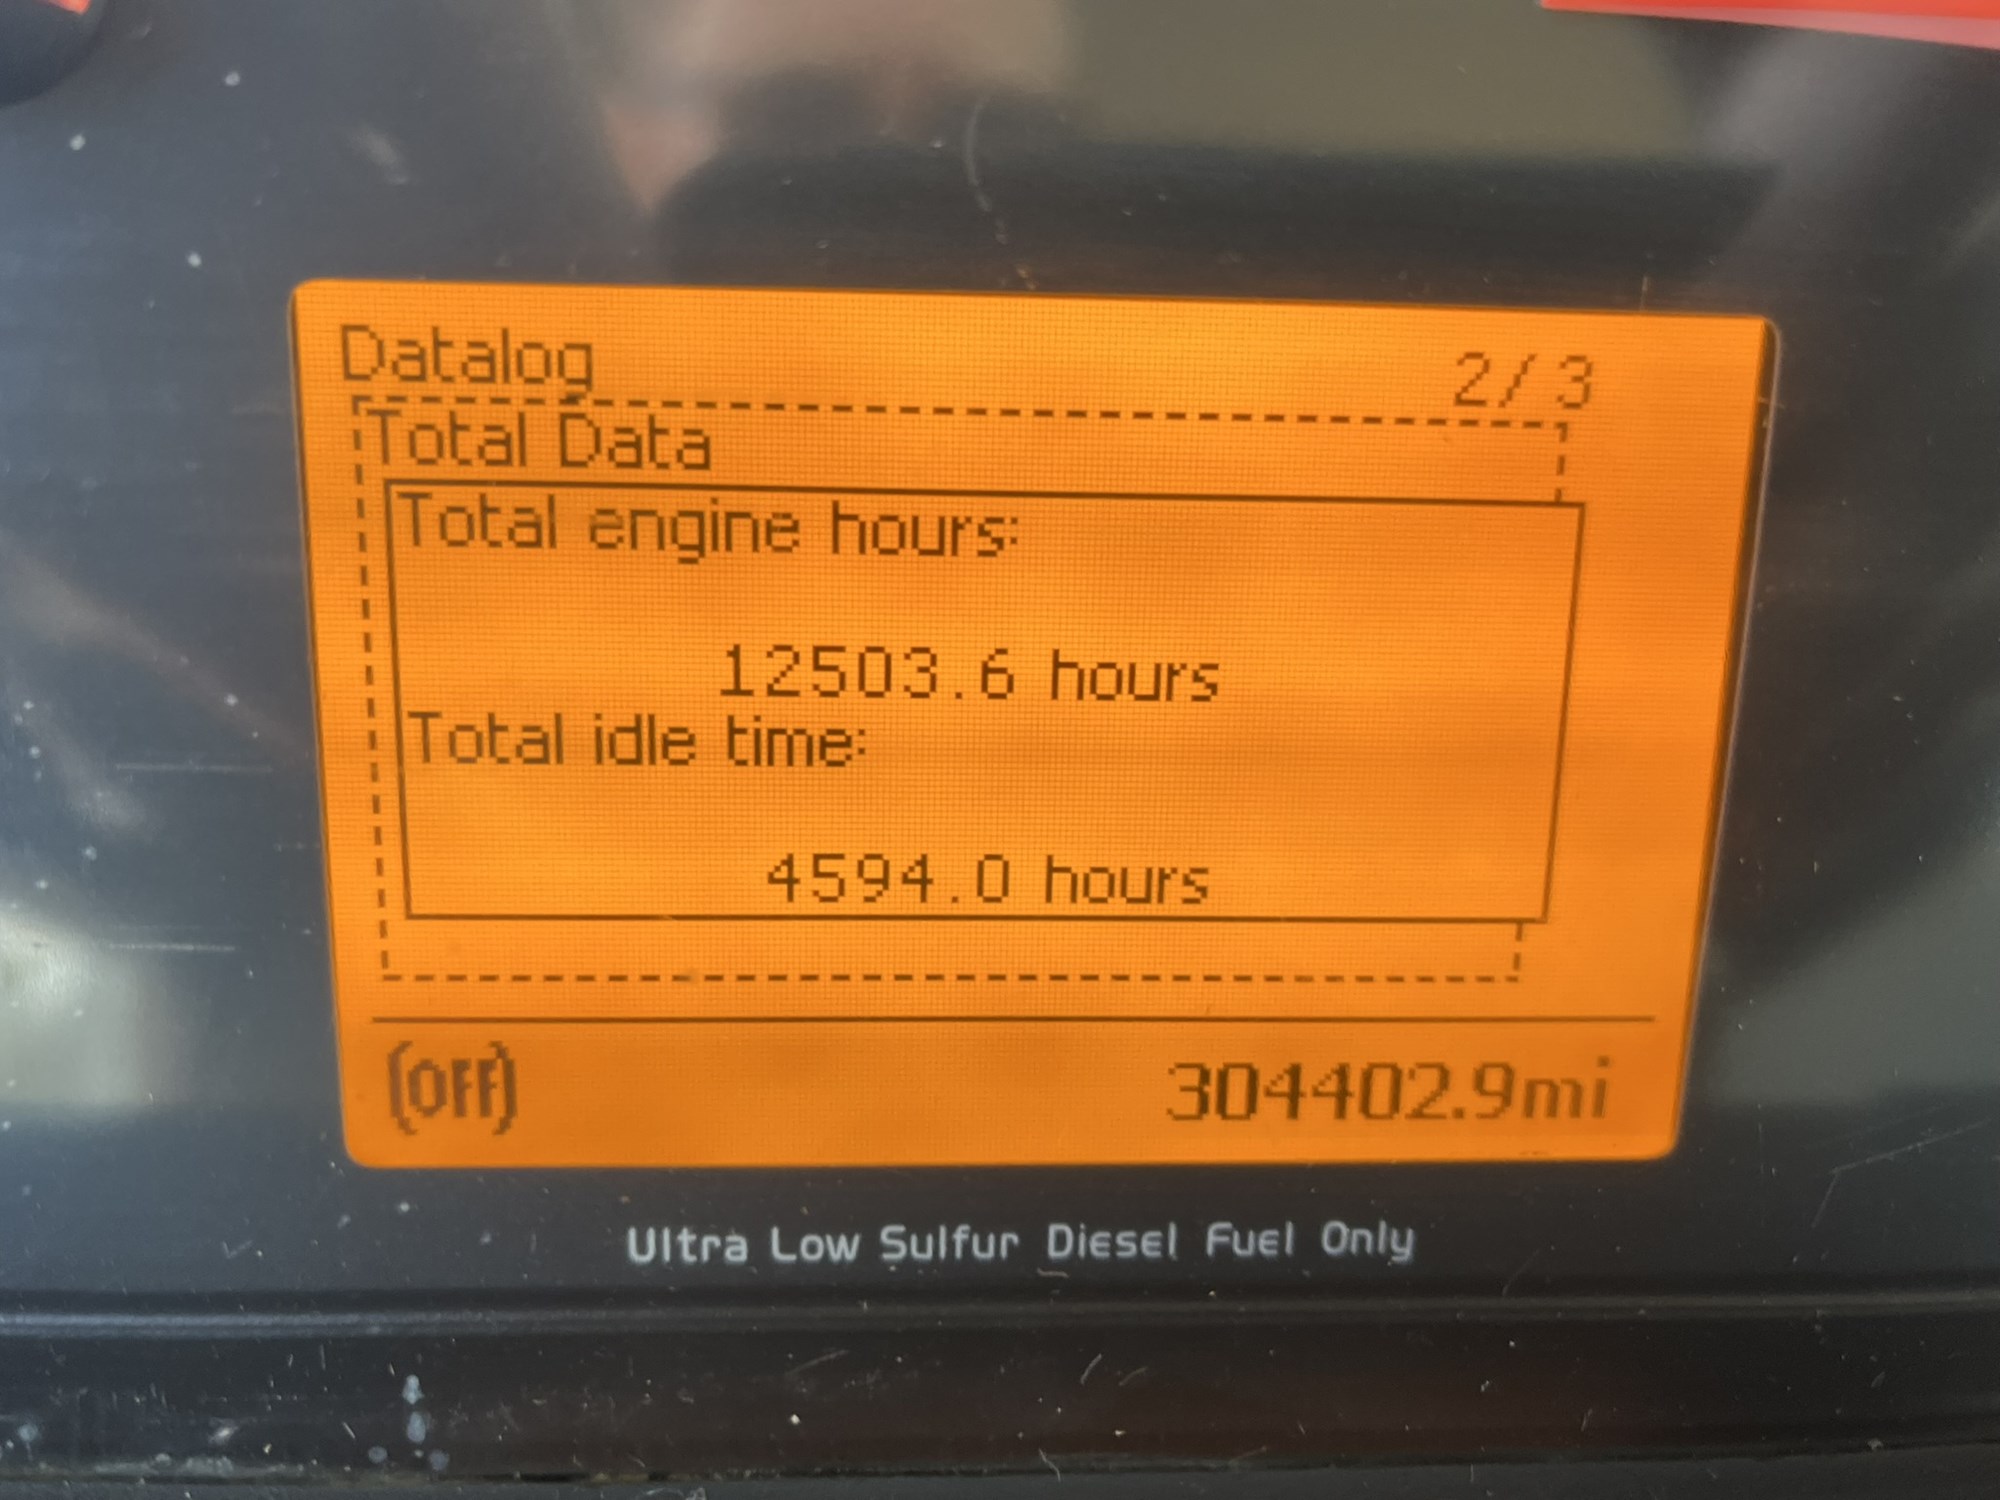 Datalog 2/3
Total Data
Total engine hours:
12503.6 hours
Total idle time:
4594.0 hours
(OFF) 304402.9mi
Ultra Low Sulfur Diesel Fuel Only